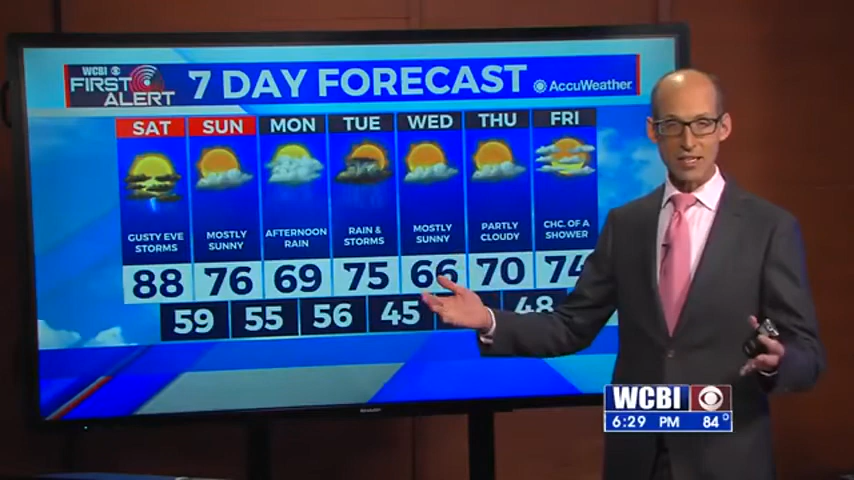 WCBI
FIRST
ALERT
7 DAY FORECAST
AccuWeather
SAT SUN MON TUE WED THU FRI
GUSTY EVE STORMS
MOSTLY SUNNY
AFTERNOON RAIN
RAIN & STORMS
MOSTLY SUNNY
PARTLY CLOUDY
CHC. OF A SHOWER
88 76 69 75 66 70 74
59 55 56 45 48
WCBI
6:29 PM 84°